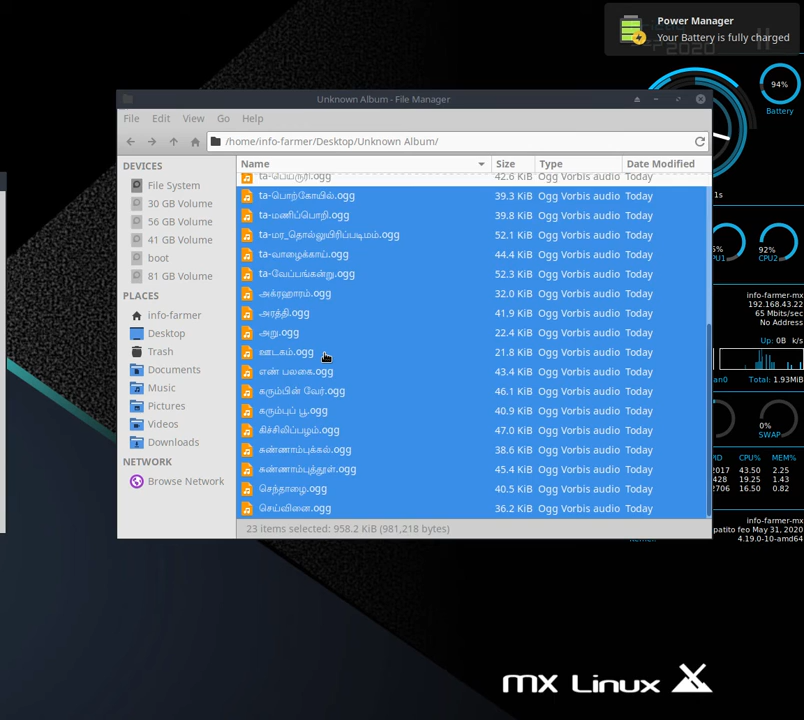 Power Manager
Your Battery is fully charged
2020
94%
Battery
Unknown Album - File Manager
File Edit View Go Help
/home/info-farmer/Desktop/Unknown Album/
DEVICES
File System
30 GB Volume
56 GB Volume
41 GB Volume
boot
81 GB Volume
PLACES
info-farmer
Desktop
Trash
Documents
Music
Pictures
Videos
Downloads
NETWORK
Browse Network
Name Size Type Date Modified
42.6 KiB Ogg Vorbis audio Today
ta-பொற்கோயில்.ogg 39.3 KiB Ogg Vorbis audio Today
ta-மணிப்பொறி.ogg 39.8 KiB Ogg Vorbis audio Today
ta-மர_தொல்லுயிரிப்படிமம்.ogg 52.1 KiB Ogg Vorbis audio Today
ta-வாழைக்காய்.ogg 44.4 KiB Ogg Vorbis audio Today
ta-வேப்பங்கன்று.ogg 52.3 KiB Ogg Vorbis audio Today
அக்ரஹாரம்.ogg 32.0 KiB Ogg Vorbis audio Today
அரத்தி.ogg 41.9 KiB Ogg Vorbis audio Today
அறு.ogg 22.4 KiB Ogg Vorbis audio Today
ஊடகம்.ogg 21.8 KiB Ogg Vorbis audio Today
எண் பலகை.ogg 43.4 KiB Ogg Vorbis audio Today
கரும்பின் வேர்.ogg 46.1 KiB Ogg Vorbis audio Today
கரும்புப் பூ.ogg 40.9 KiB Ogg Vorbis audio Today
கிச்சிலிப்பழம்.ogg 47.0 KiB Ogg Vorbis audio Today
சுண்ணாம்புக்கல்.ogg 38.6 KiB Ogg Vorbis audio Today
சுண்ணாம்புத்தூள்.ogg 45.4 KiB Ogg Vorbis audio Today
செந்தாழை.ogg 40.5 KiB Ogg Vorbis audio Today
செய்வினை.ogg 36.2 KiB Ogg Vorbis audio Today
23 items selected: 958.2 KiB (981,218 bytes)
1s
CPU1
92%
CPU2
info-farmer-mx
192.168.43.22
65 Mbits/sec
No Address
Up: 0B k/s
Total: 1.93MiB
0%
SWAP
PID CPU% MEM%
2017 43.50 2.25
428 19.25 1.43
2706 16.50 0.82
info-farmer-mx
patito feo May 31, 2020
4.19.0-10-amd64
MX Linux